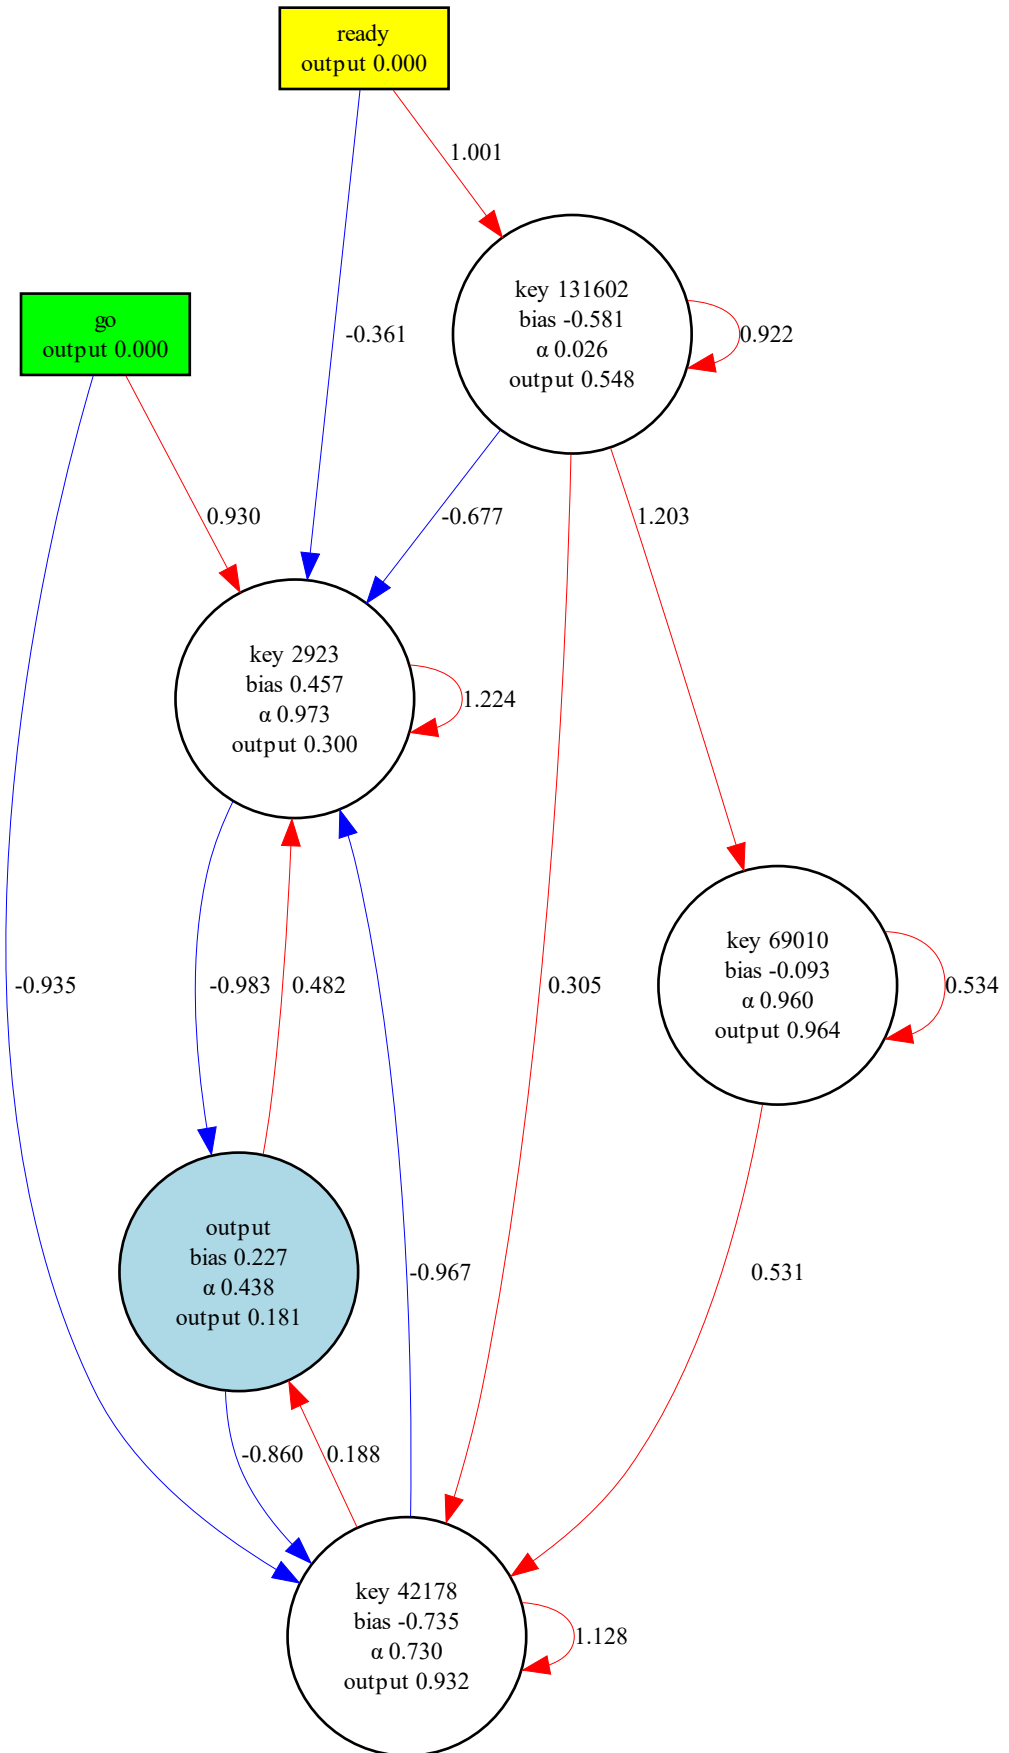 ready
output 0.000
1.001
key 131602
bias -0.581
α 0.026
output 0.548
0.922
go
output 0.000
-0.361
0.930
-0.677
1.203
key 2923
bias 0.457
α 0.973
output 0.300
1.224
key 69010
bias -0.093
α 0.960
output 0.964
0.534
-0.935
-0.983
0.482
0.305
output
bias 0.227
α 0.438
output 0.181
-0.967
0.531
-0.860
0.188
key 42178
bias -0.735
α 0.730
output 0.932
1.128